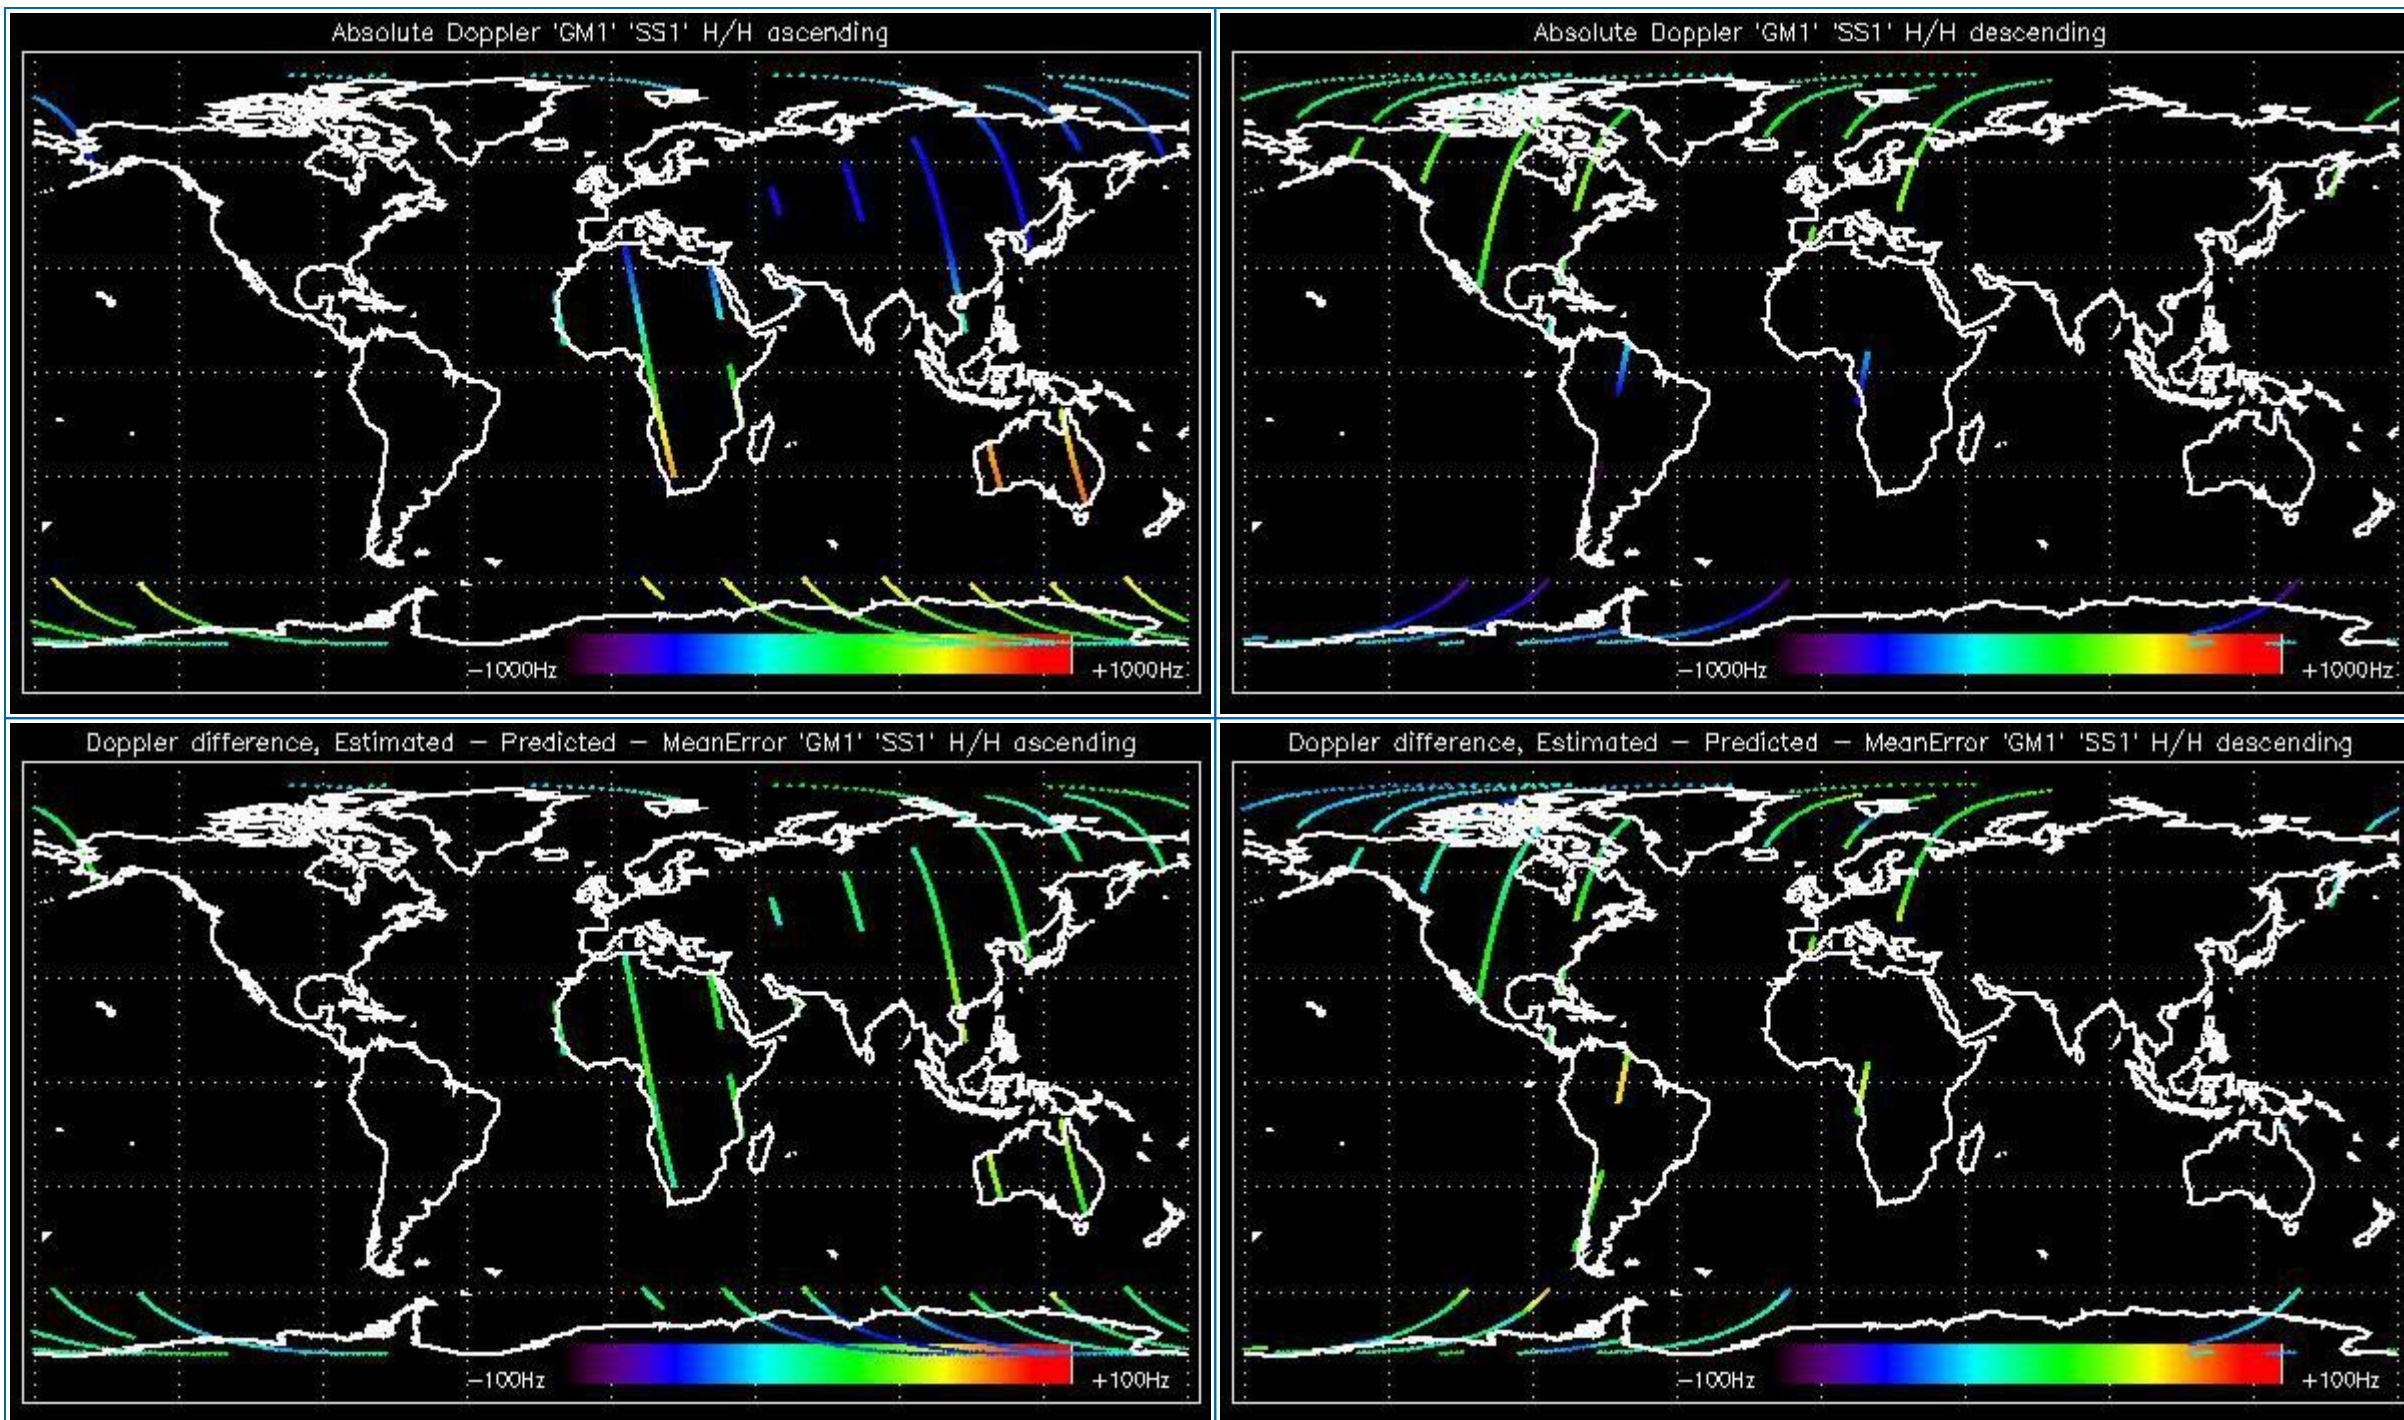 Absolute Doppler 'GM1' 'SS1' H/H ascending
-1000Hz
+1000Hz
Absolute Doppler 'GM1' 'SS1' H/H descending
-1000Hz
+1000Hz
Doppler difference, Estimated - Predicted - MeanError 'GM1' 'SS1' H/H ascending
-100Hz
+100Hz
Doppler difference, Estimated - Predicted - MeanError 'GM1' 'SS1' H/H descending
-100Hz
+100Hz